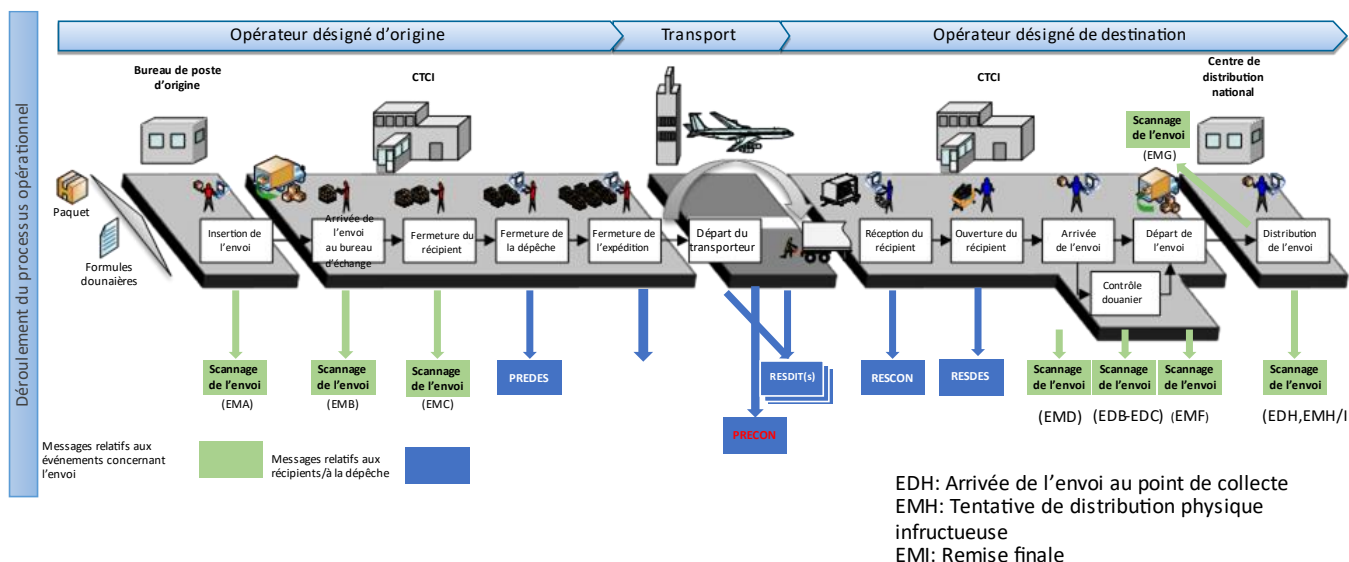 Déroulement du processus opérationnel
Opérateur désigné d'origine
Transport
Opérateur désigné de destination
Bureau de poste
d'origine
CTCI
CTCI
Centre de
distribution
national
Scannage
de l'envoi
(EMG)
Paquet
Formules
dounaières
Insertion de
l'envoi
Arrivée de
l'envoi
au bureau
d'échange
Fermeture du
récipient
Fermeture de
la dépêche
Fermeture de
l'expédition
Départ du
transporteur
Réception du
récipient
Ouverture du
récipient
Arrivée
de l'envoi
Départ de
l'envoi
Distribution
de l'envoi
Contrôle
douanier
Scannage
de l'envoi
(EMA)
Scannage
de l'envoi
(EMB)
Scannage
de l'envoi
(EMC)
PREDES
RESDIT(s)
PRECON
RESCON
RESDES
Scannage
de l'envoi
(EMD)
Scannage
de l'envoi
(EDB-EDC)
Scannage
de l'envoi
(EMF)
Scannage
de l'envoi
(EDH,EMH/I
Messages relatifs aux
événements concernant
l'envoi
Messages relatifs aux
récipients/à la dépêche
EDH: Arrivée de l'envoi au point de collecte
EMH: Tentative de distribution physique
infructueuse
EMI: Remise finale